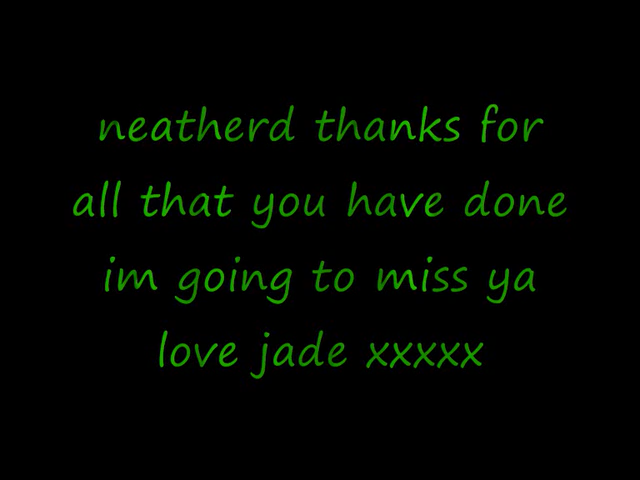 neatherd thanks for
all that you have done
im going to miss ya
love jade xxxxx